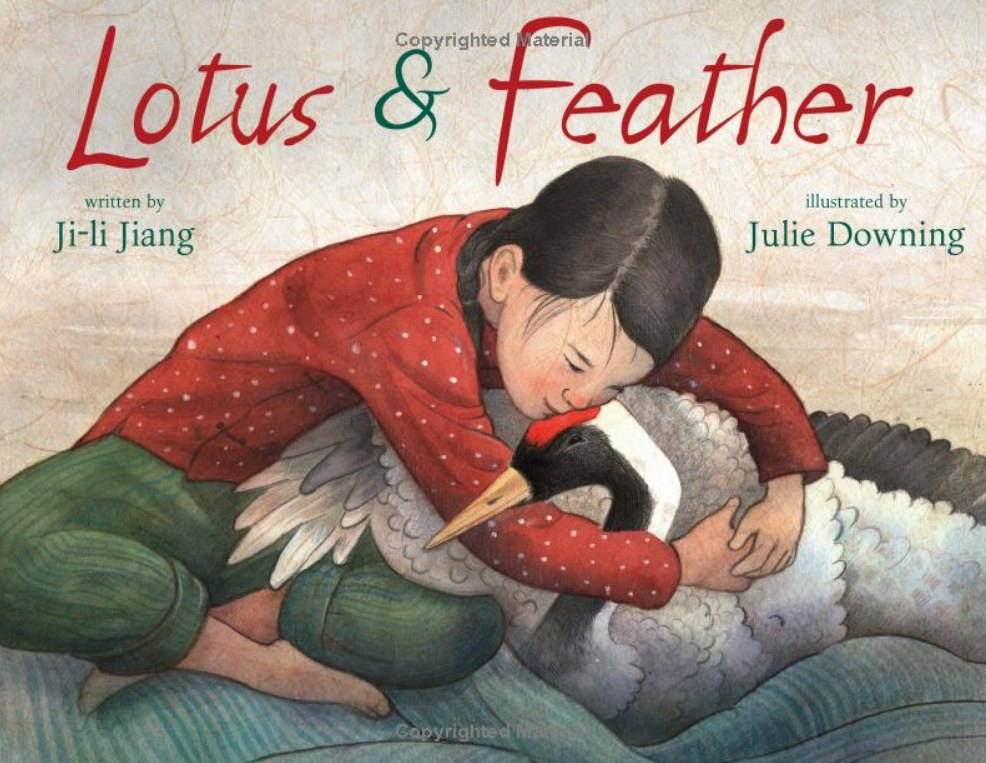 Copyrighted Material
Lotus & Feather
written by
Ji-li Jiang
illustrated by
Julie Downing
Copyrighted Material